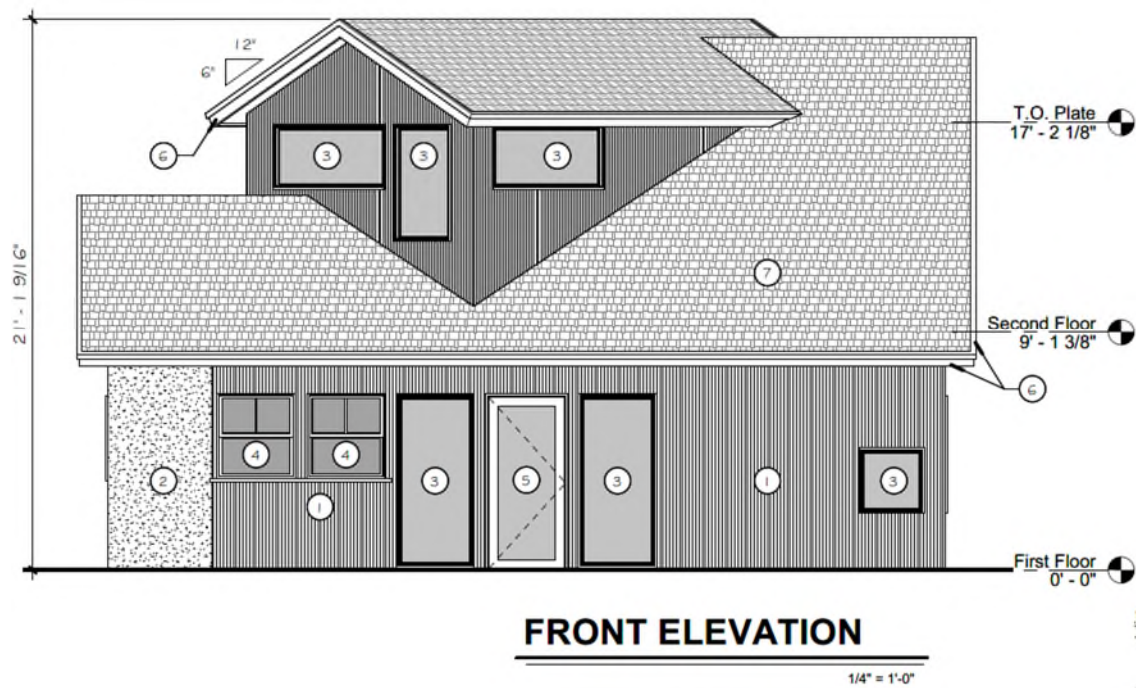 12"
6"
T.O. Plate
17' - 2 1/8"
6
3
3
3
21' - 1 9/16"
7
Second Floor
9' - 1 3/8"
6
4
4
2
3
5
3
1
3
1
First Floor
0' - 0"
FRONT ELEVATION
1/4" = 1'-0"